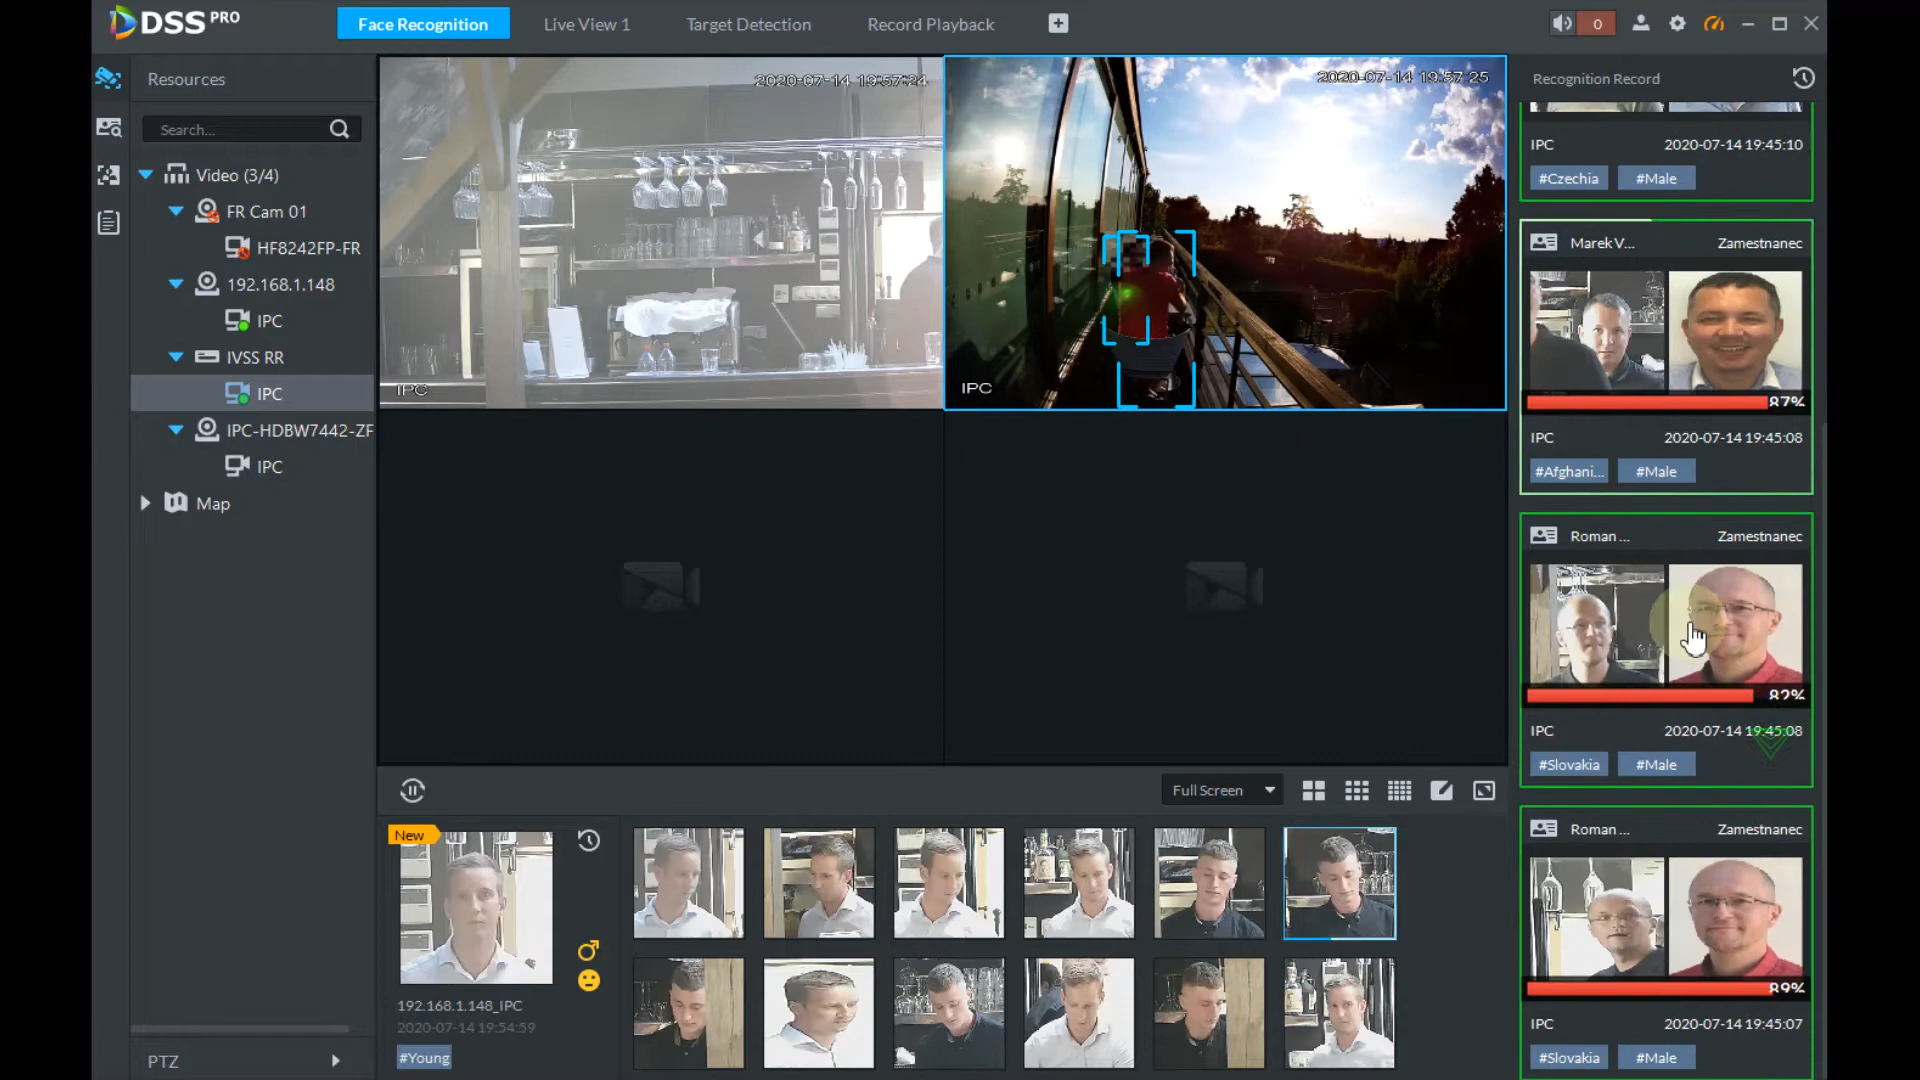 DSS PRO
Face Recognition
Live View 1
Target Detection
Record Playback
0
Resources
Search...
Video (3/4)
FR Cam 01
HF8242FP-FR
192.168.1.148
IPC
IVSS RR
IPC
IPC-HDBW7442-ZF
IPC
Map
PTZ
2020-07-14 19:57:24
IPC
2020-07-14 19:57:25
IPC
Full Screen
New
192.168.1.148_IPC
2020-07-14 19:54:59
#Young
Recognition Record
IPC
2020-07-14 19:45:10
#Czechia
#Male
Marek V...
Zamestnanec
87%
IPC
2020-07-14 19:45:08
#Afghani...
#Male
Roman ...
Zamestnanec
82%
IPC
2020-07-14 19:45:08
#Slovakia
#Male
Roman ...
Zamestnanec
89%
IPC
2020-07-14 19:45:07
#Slovakia
#Male